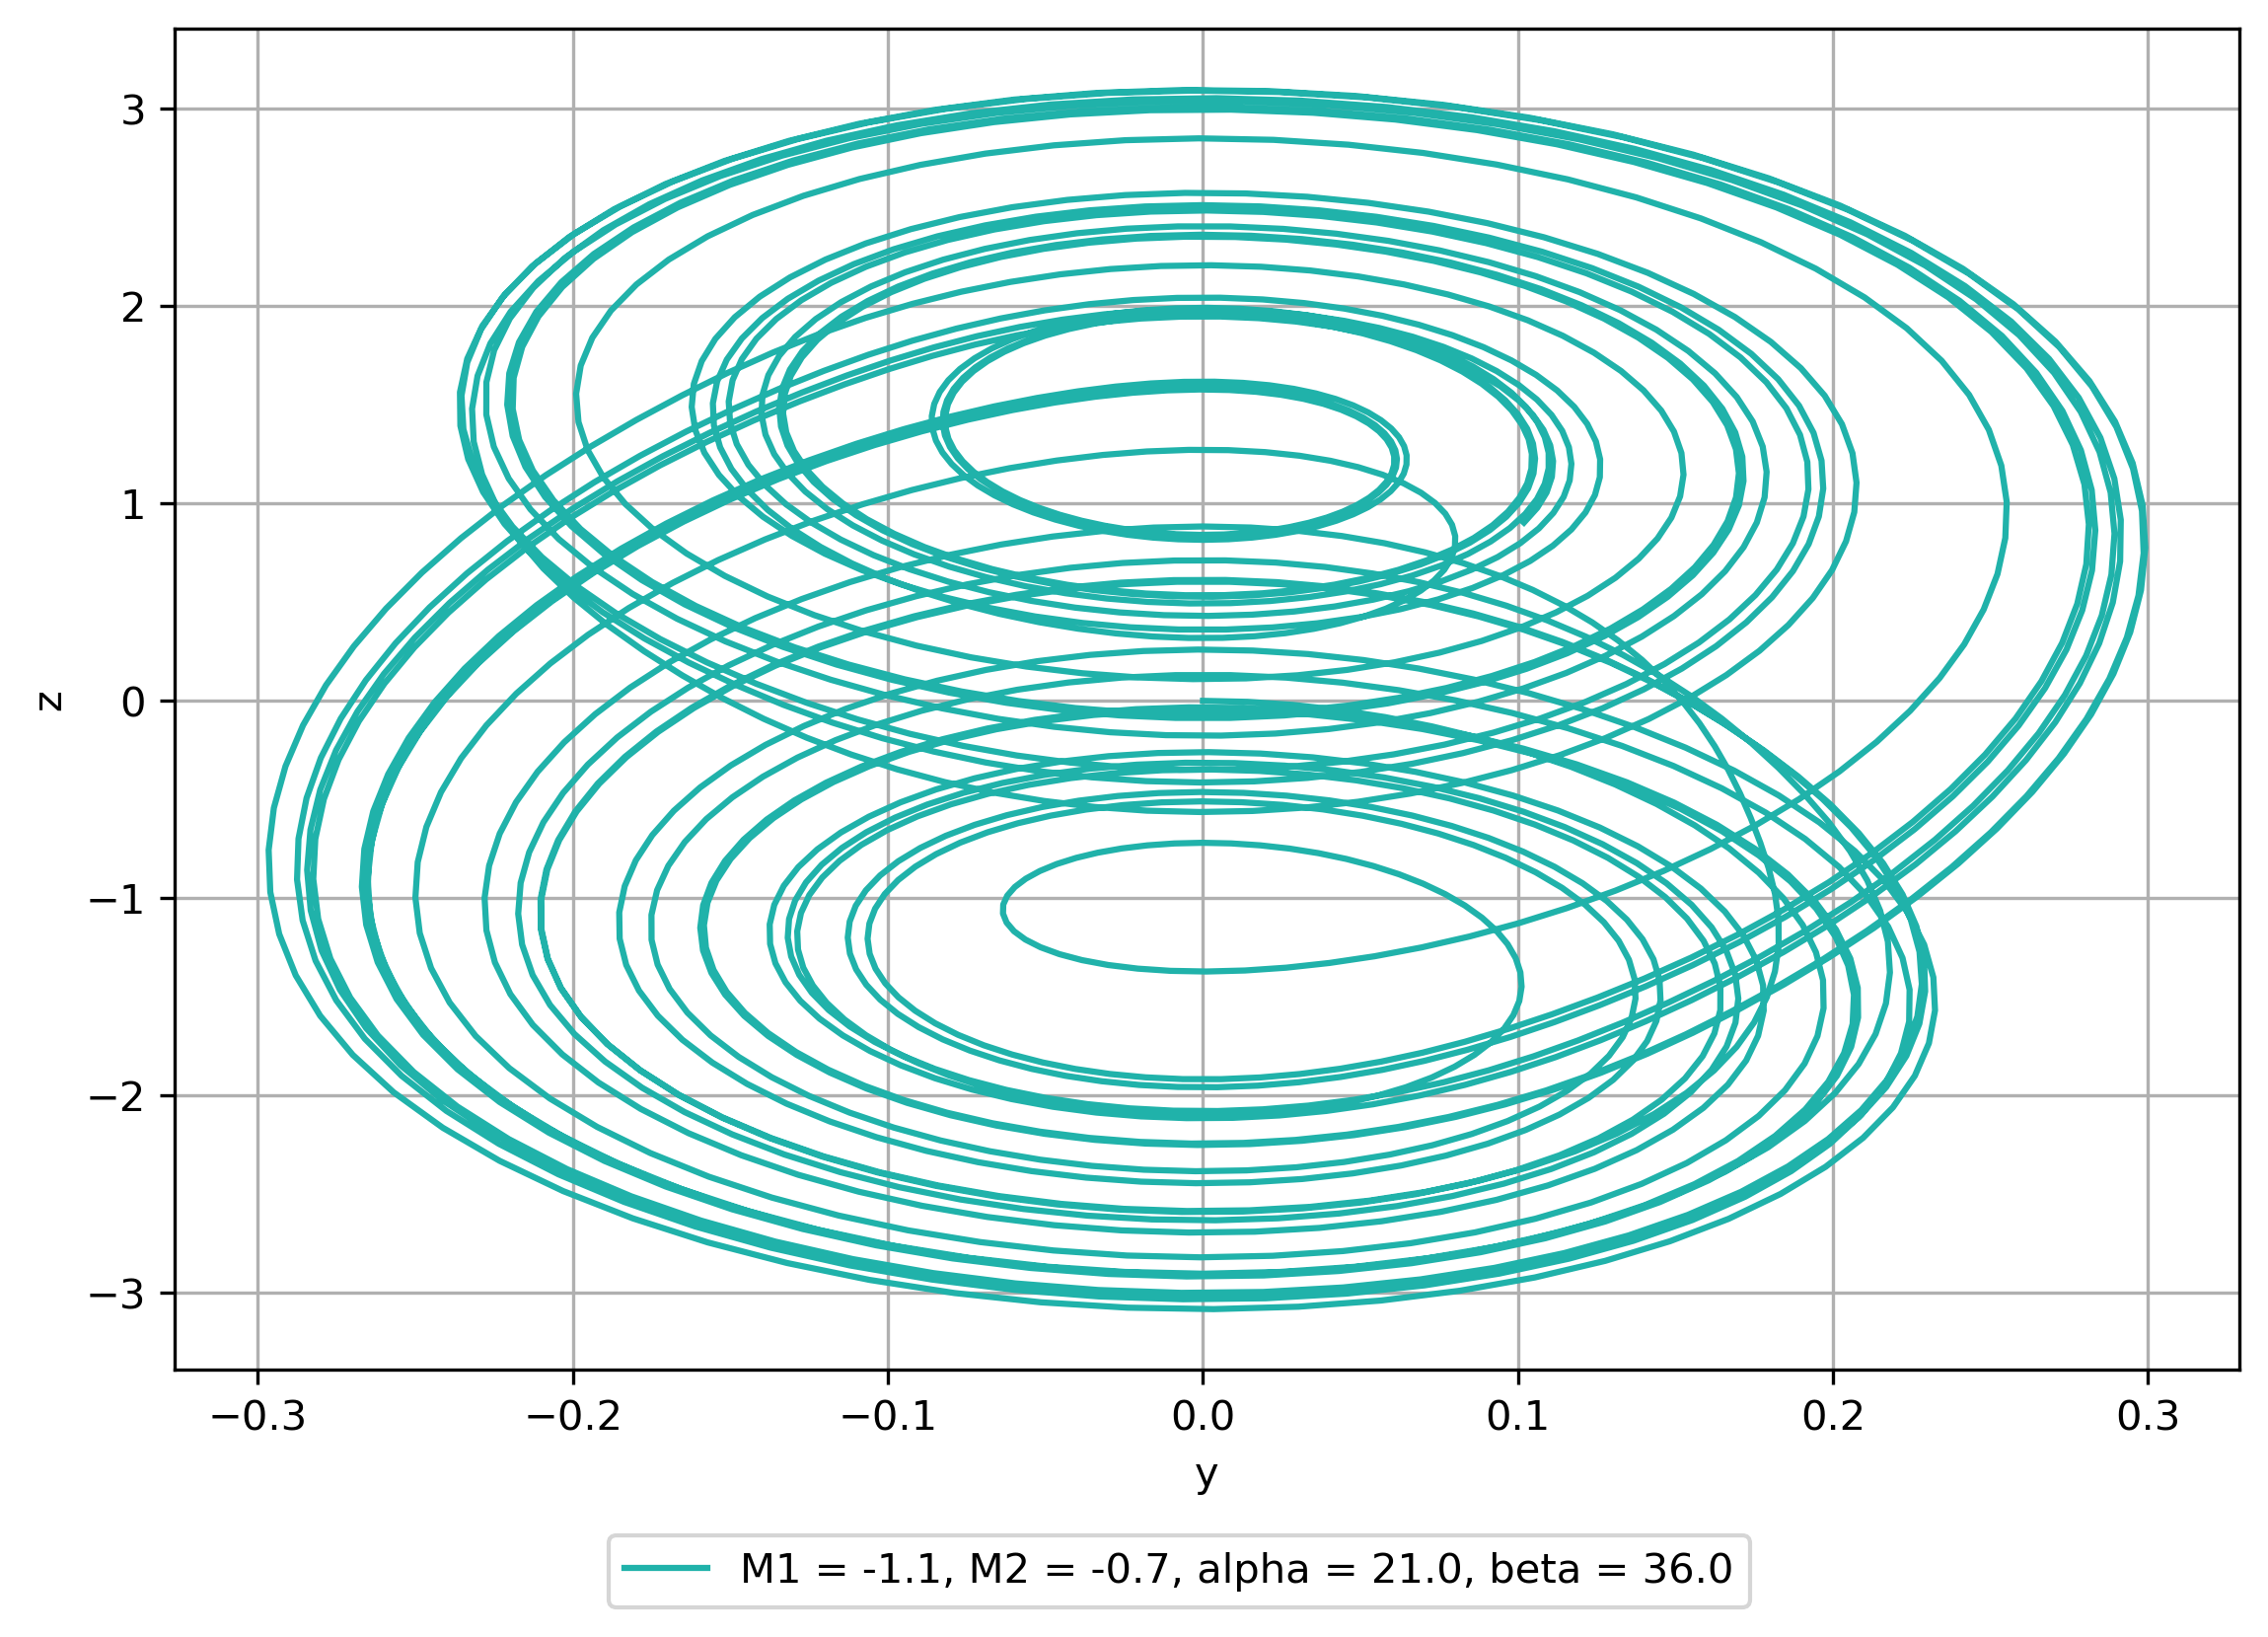 3
2
1
0
−1
−2
−3
z
−0.3 −0.2 −0.1 0.0 0.1 0.2 0.3
y
M1 = -1.1, M2 = -0.7, alpha = 21.0, beta = 36.0